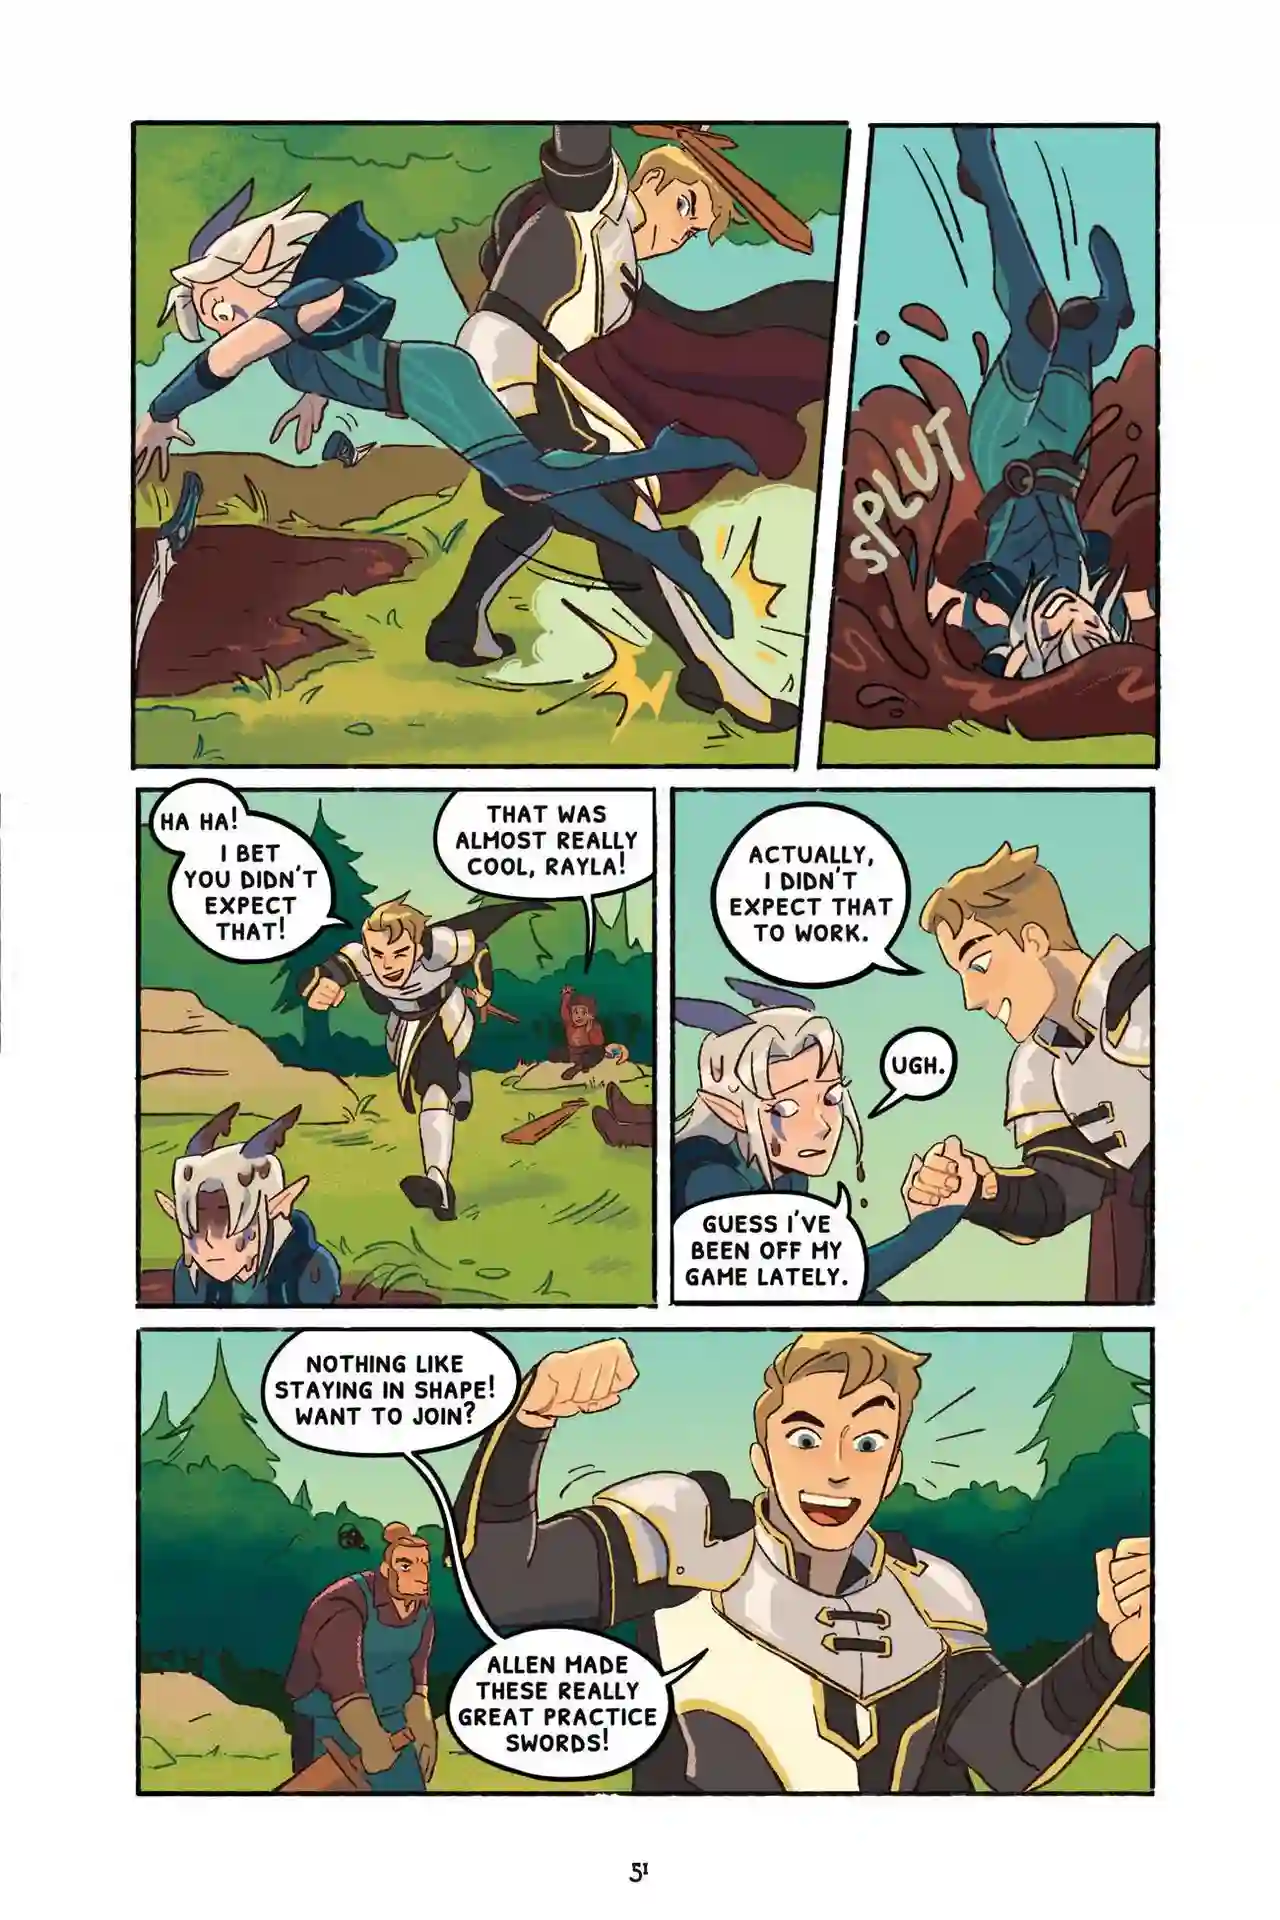 SPLUT
HA HA!
I BET
YOU DIDN'T
EXPECT
THAT!
THAT WAS
ALMOST REALLY
COOL, RAYLA!
ACTUALLY,
I DIDN'T
EXPECT THAT
TO WORK.
UGH.
GUESS I'VE
BEEN OFF MY
GAME LATELY.
NOTHING LIKE
STAYING IN SHAPE!
WANT TO JOIN?
ALLEN MADE
THESE REALLY
GREAT PRACTICE
SWORDS!
51